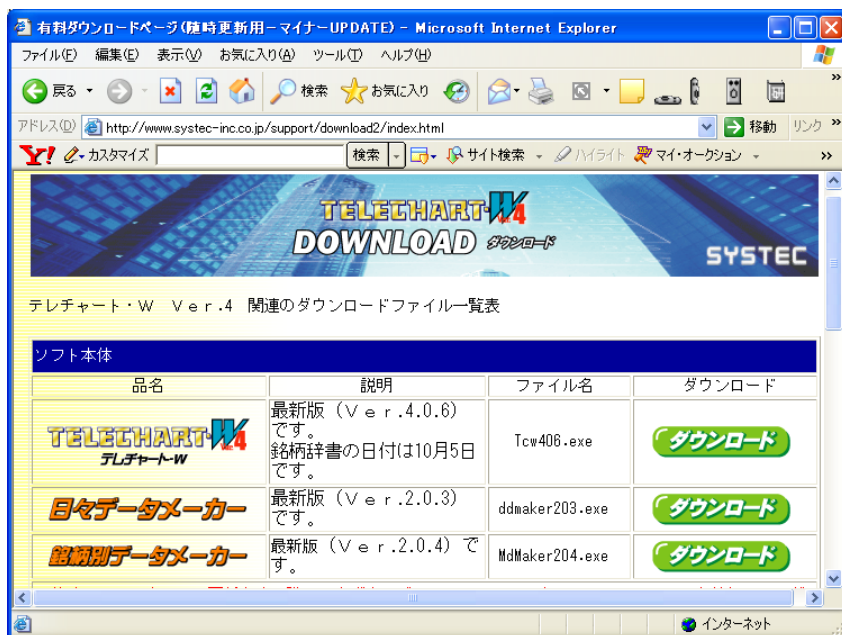 有料ダウンロードページ(随時更新用－マイナーUPDATE) - Microsoft Internet Explorer
ファイル(F) 編集(E) 表示(V) お気に入り(A) ツール(T) ヘルプ(H)
戻る 検索 お気に入り »
アドレス(D) http://www.systec-inc.co.jp/support/download2/index.html 移動 リンク »
Y! カスタマイズ 検索 サイト検索 ハイライト マイ・オークション »
TELECHART-W4
DOWNLOAD ダウンロード
SYSTEC
テレチャート・W Ver.4 関連のダウンロードファイル一覧表
ソフト本体
品名 説明 ファイル名 ダウンロード
TELECHART-W4
テレチャート-W
最新版（Ver.4.0.6）
です。
銘柄辞書の日付は10月5日
です。
Tcw406.exe
ダウンロード
日々データメーカー
最新版（Ver.2.0.3）
です。
ddmaker203.exe
ダウンロード
銘柄別データメーカー
最新版（Ver.2.0.4）で
す。
MdMaker204.exe
ダウンロード
インターネット